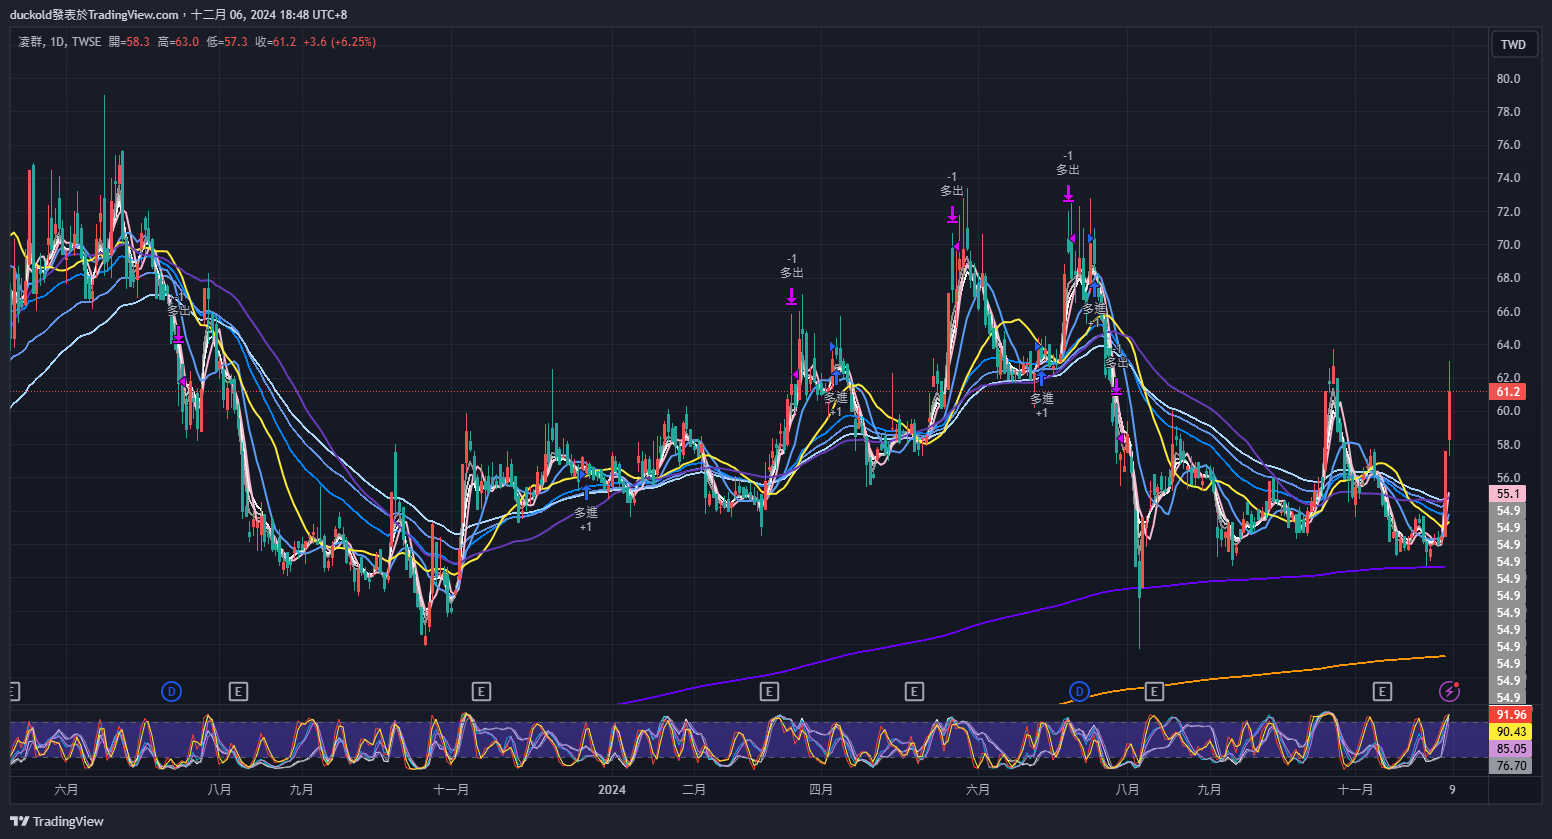 duckold發表於TradingView.com，十二月 06, 2024 18:48 UTC+8
凌群, 1D, TWSE 開=58.3 高=63.0 低=57.3 收=61.2 +3.6 (+6.25%)
TWD
80.0
78.0
76.0
74.0
72.0
70.0
68.0
66.0
64.0
62.0
61.2
60.0
58.0
56.0
55.1
54.9
54.9
54.9
54.9
54.9
54.9
54.9
54.9
54.9
54.9
54.9
54.9
-1
多出
-1
多出
-1
多出
-1
多出
多出
多進
+1
多進
+1
多進
+1
多進
+1
E
D
E
E
E
E
D
E
E
91.96
90.43
85.05
76.70
六月 八月 九月 十一月 2024 二月 四月 六月 八月 九月 十一月 9
TradingView